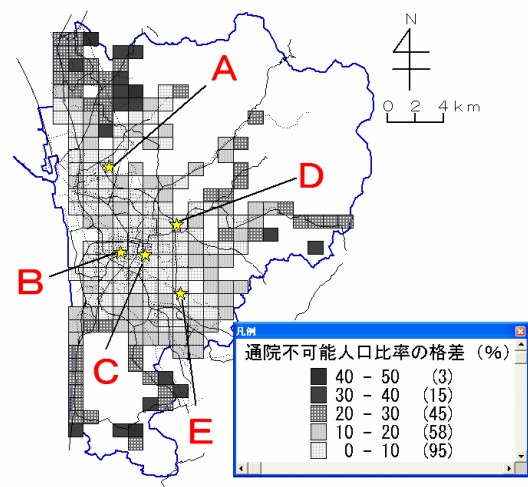 N
0 2 4 km
A
D
B
C
E
凡例
通院不可能人口比率の格差 (%)
40 - 50 (3)
30 - 40 (15)
20 - 30 (45)
10 - 20 (58)
0 - 10 (95)